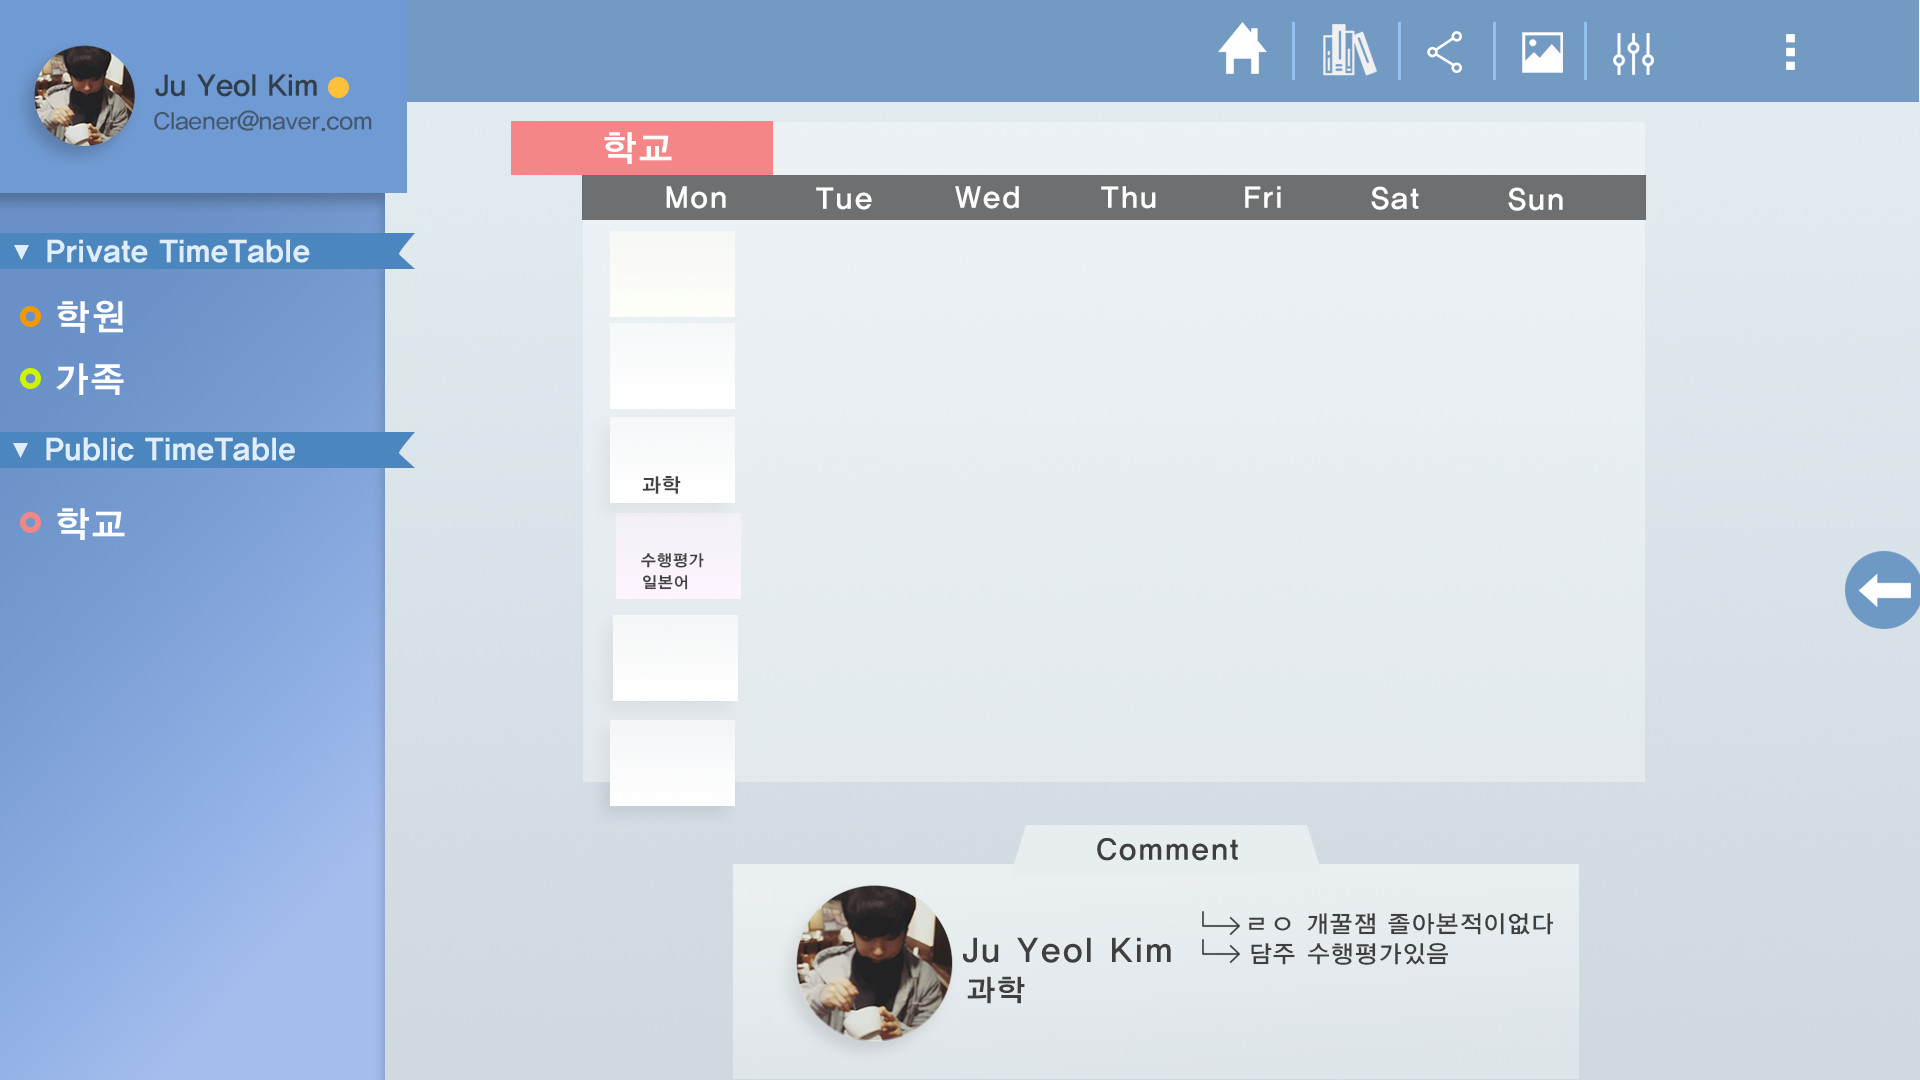 Ju Yeol Kim
Claener@naver.com
▼ Private TimeTable
학원
가족
▼ Public TimeTable
학교
학교
Mon Tue Wed Thu Fri Sat Sun
과학
수행평가
일본어
Comment
Ju Yeol Kim
과학
ㄹㅇ 개꿀잼 졸아본적이없다
담주 수행평가있음